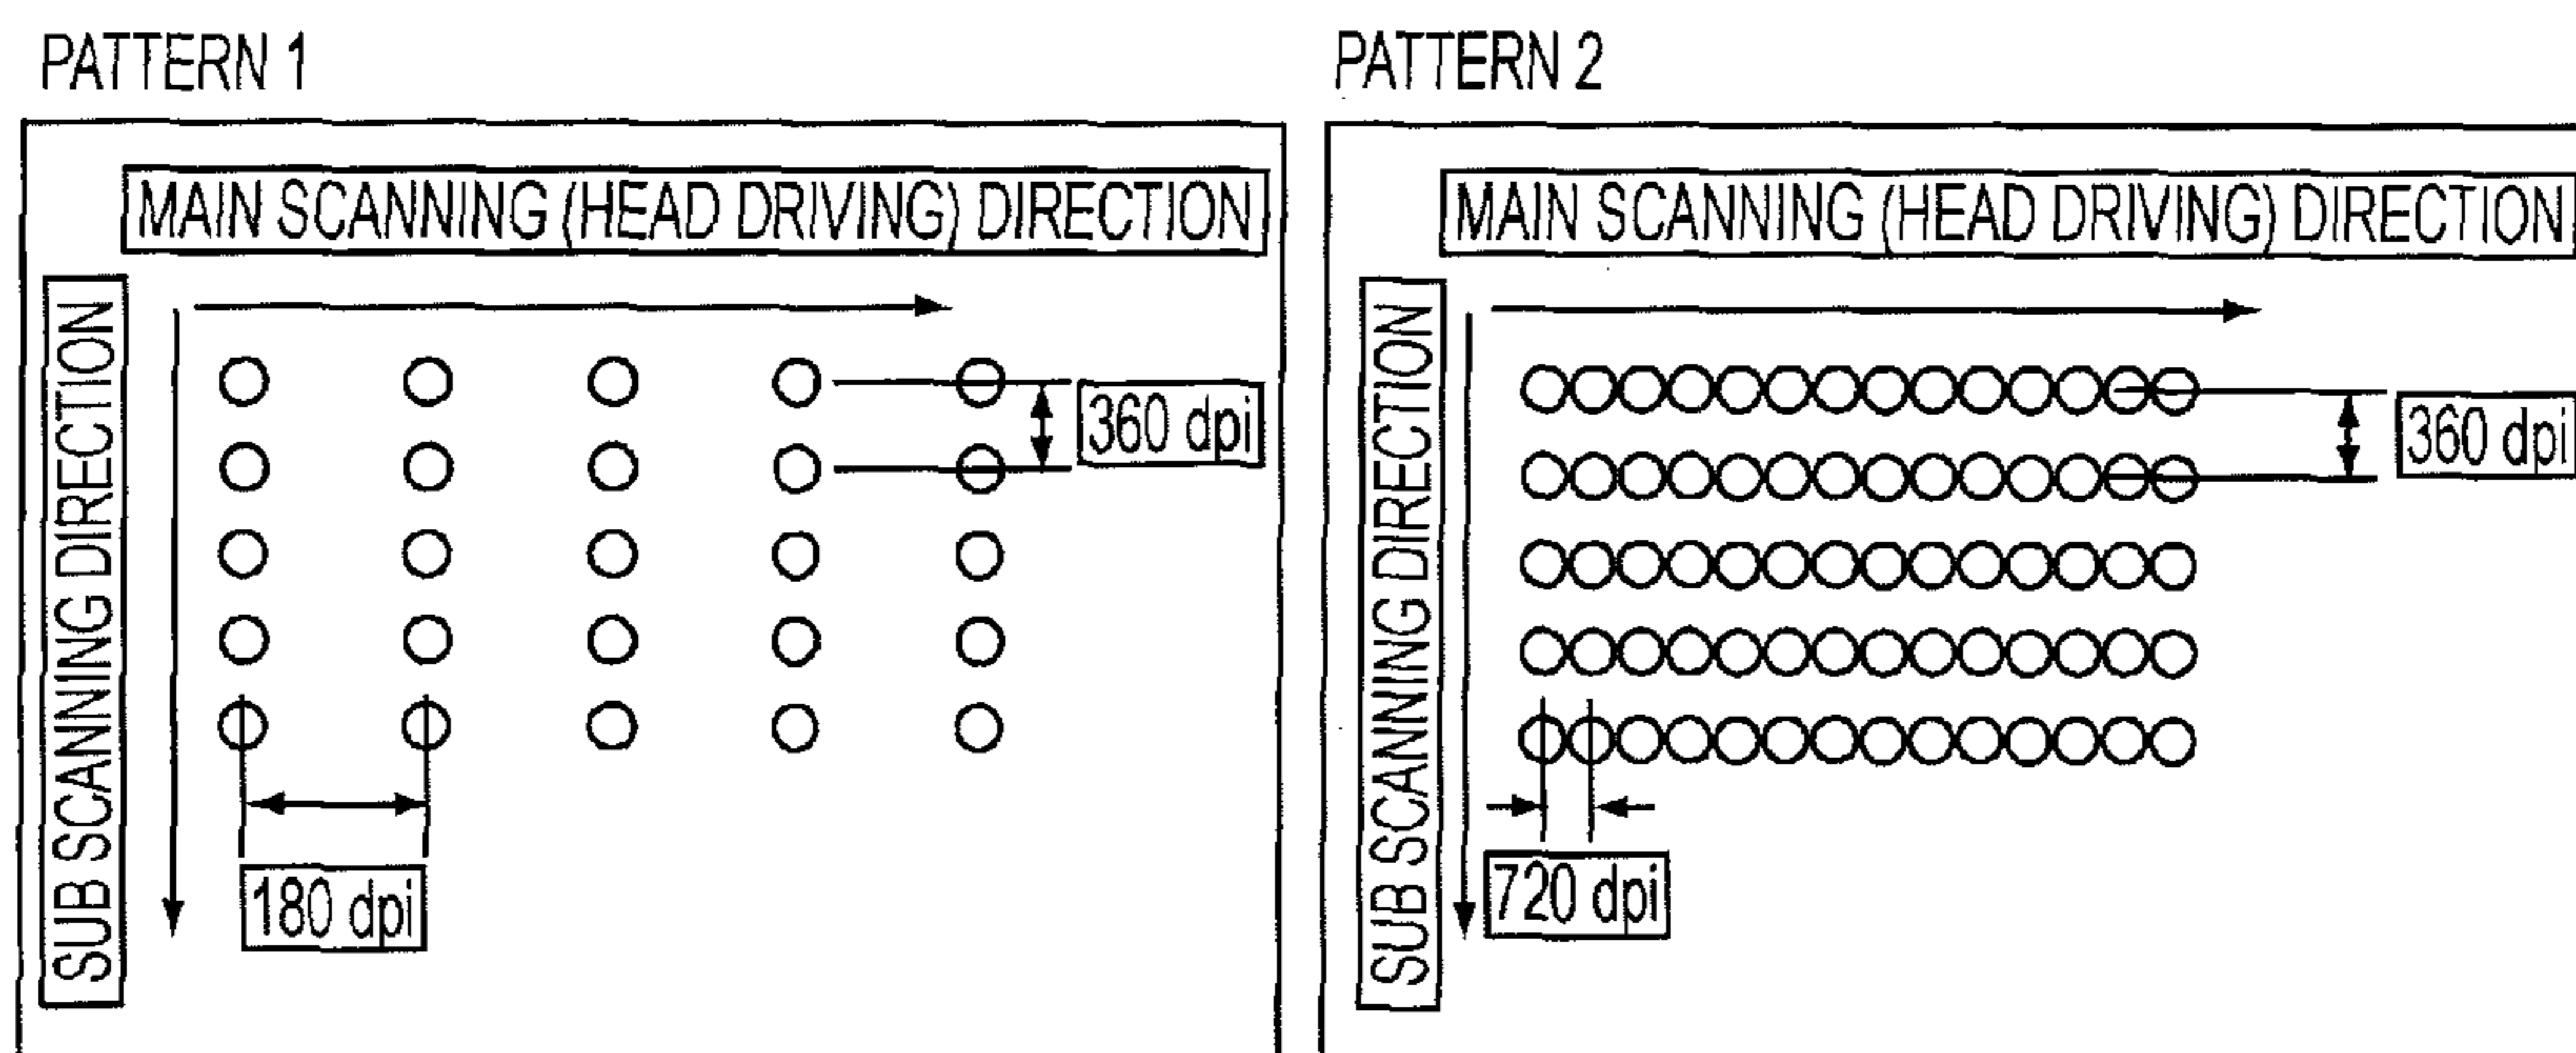 PATTERN 1
MAIN SCANNING (HEAD DRIVING) DIRECTION
SUB SCANNING DIRECTION
360 dpi
180 dpi
PATTERN 2
MAIN SCANNING (HEAD DRIVING) DIRECTION
SUB SCANNING DIRECTION
360 dpi
720 dpi